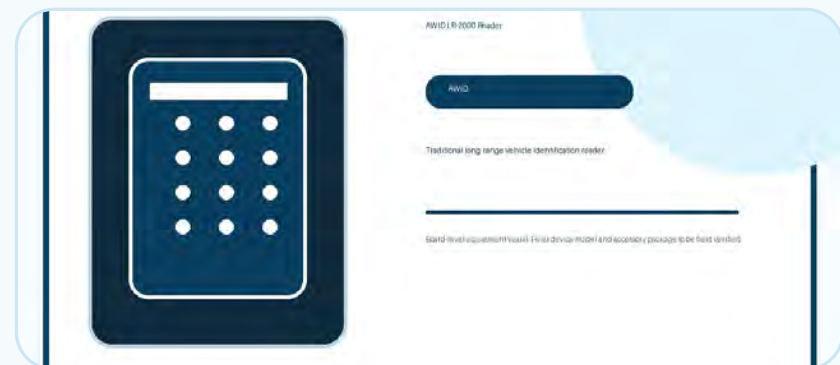 AWID LR-2000 Reader
AWID
Traditional long range vehicle identification reader
Board-level equipment visual. Final device model and accessory package to be field verified.